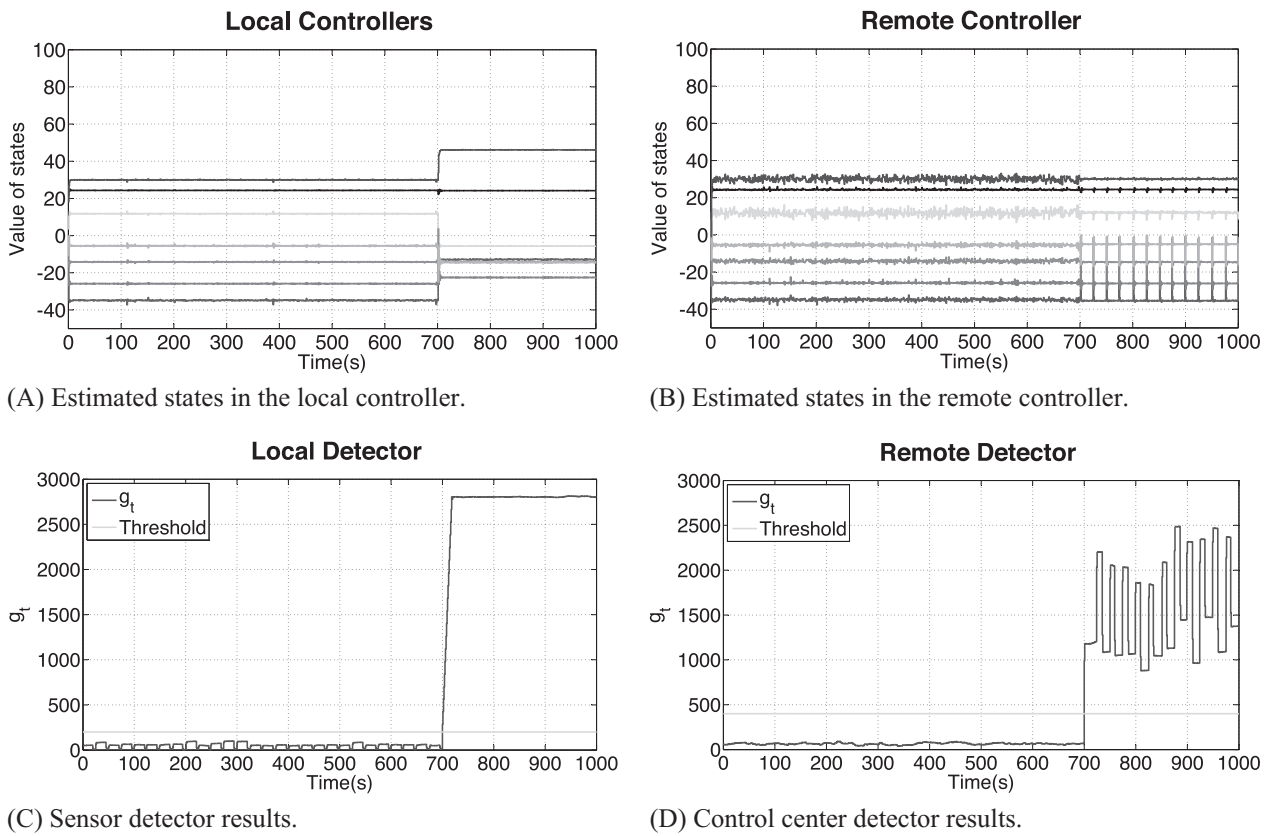 Local Controllers
Value of states
100
80
60
40
20
0
-20
-40
0 100 200 300 400 500 600 700 800 900 1000
Time(s)
(A) Estimated states in the local controller.
Remote Controller
Value of states
100
80
60
40
20
0
-20
-40
0 100 200 300 400 500 600 700 800 900 1000
Time(s)
(B) Estimated states in the remote controller.
Local Detector
g_t
3000
2500
2000
1500
1000
500
0
g_t
Threshold
0 100 200 300 400 500 600 700 800 900 1000
Time(s)
(C) Sensor detector results.
Remote Detector
g_t
3000
2500
2000
1500
1000
500
0
g_t
Threshold
0 100 200 300 400 500 600 700 800 900 1000
Time(s)
(D) Control center detector results.